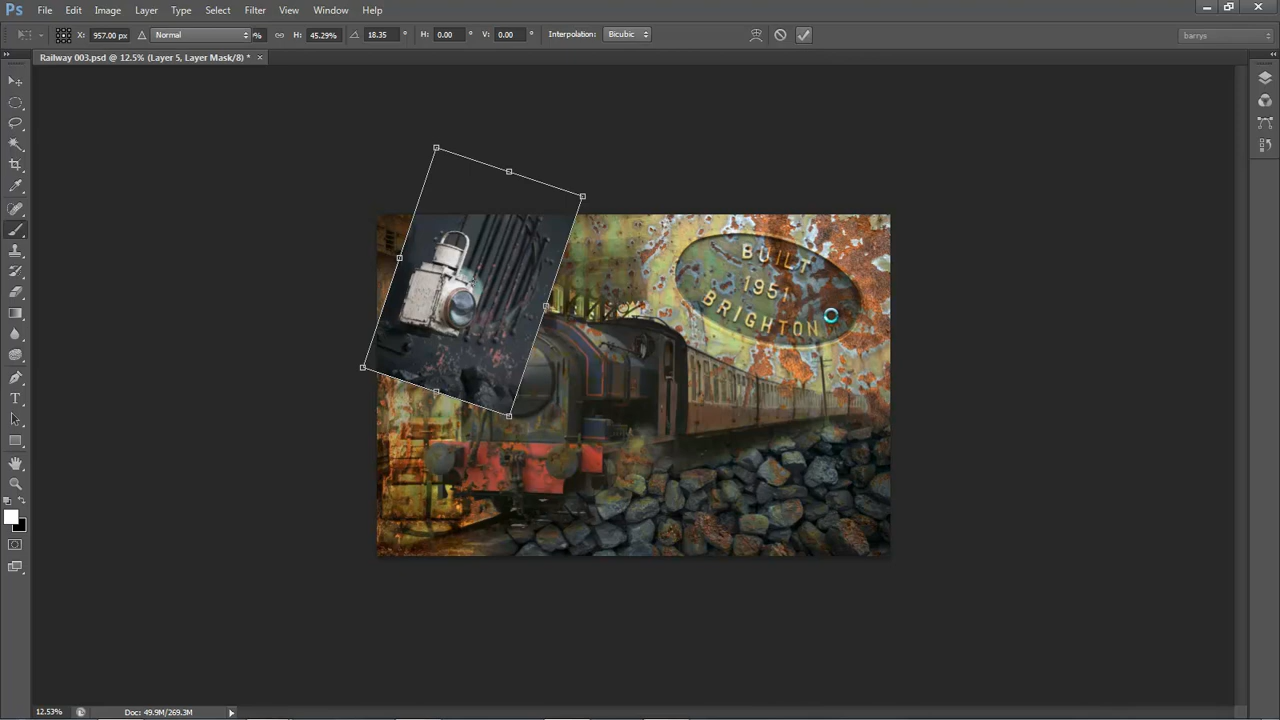 Ps File Edit Image Layer Type Select Filter View Window Help
X: 957.00 px Normal % H: 45.29% 18.35 ° H: 0.00 ° V: 0.00 ° Interpolation: Bicubic barrys
Railway 003.psd @ 12.5% (Layer 5, Layer Mask/8) * ×
BUILT
1951
BRIGHTON
T
12.53% Doc: 49.9M/269.3M